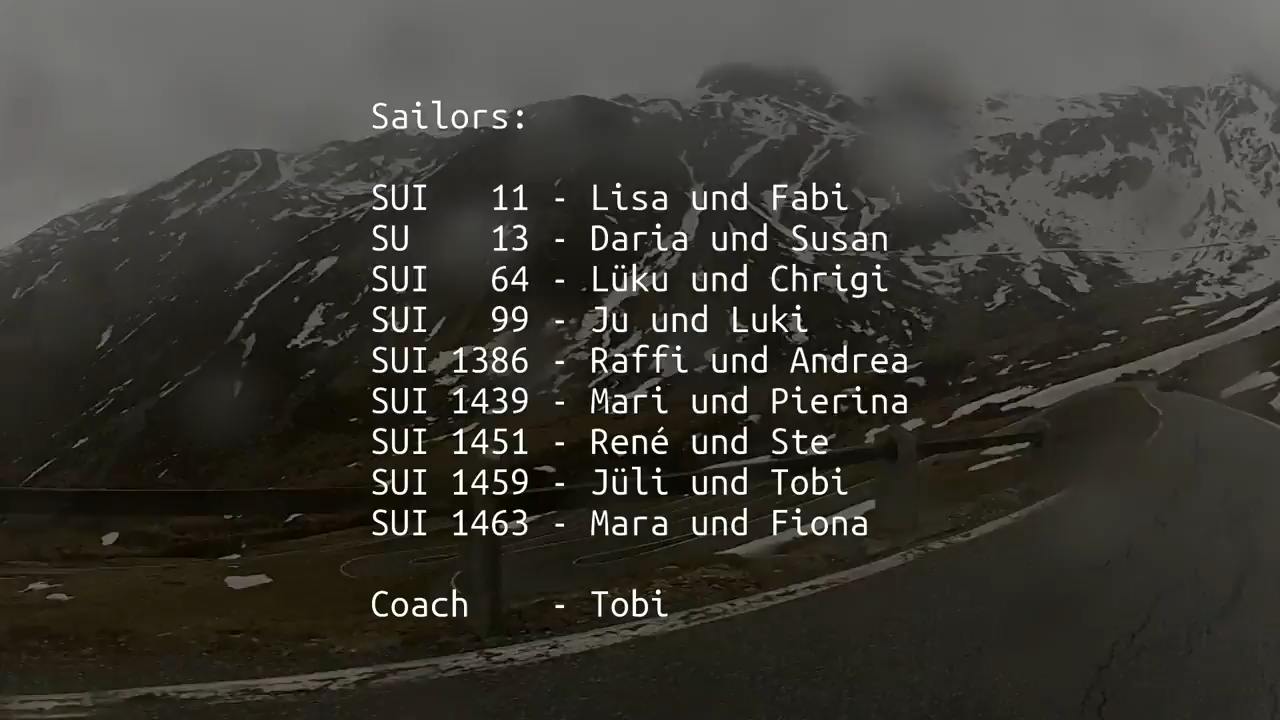 Sailors:
SUI   11 - Lisa und Fabi
SU    13 - Daria und Susan
SUI   64 - Lüku und Chrigi
SUI   99 - Ju und Luki
SUI 1386 - Raffi und Andrea
SUI 1439 - Mari und Pierina
SUI 1451 - René und Ste
SUI 1459 - Jüli und Tobi
SUI 1463 - Mara und Fiona
Coach    - Tobi